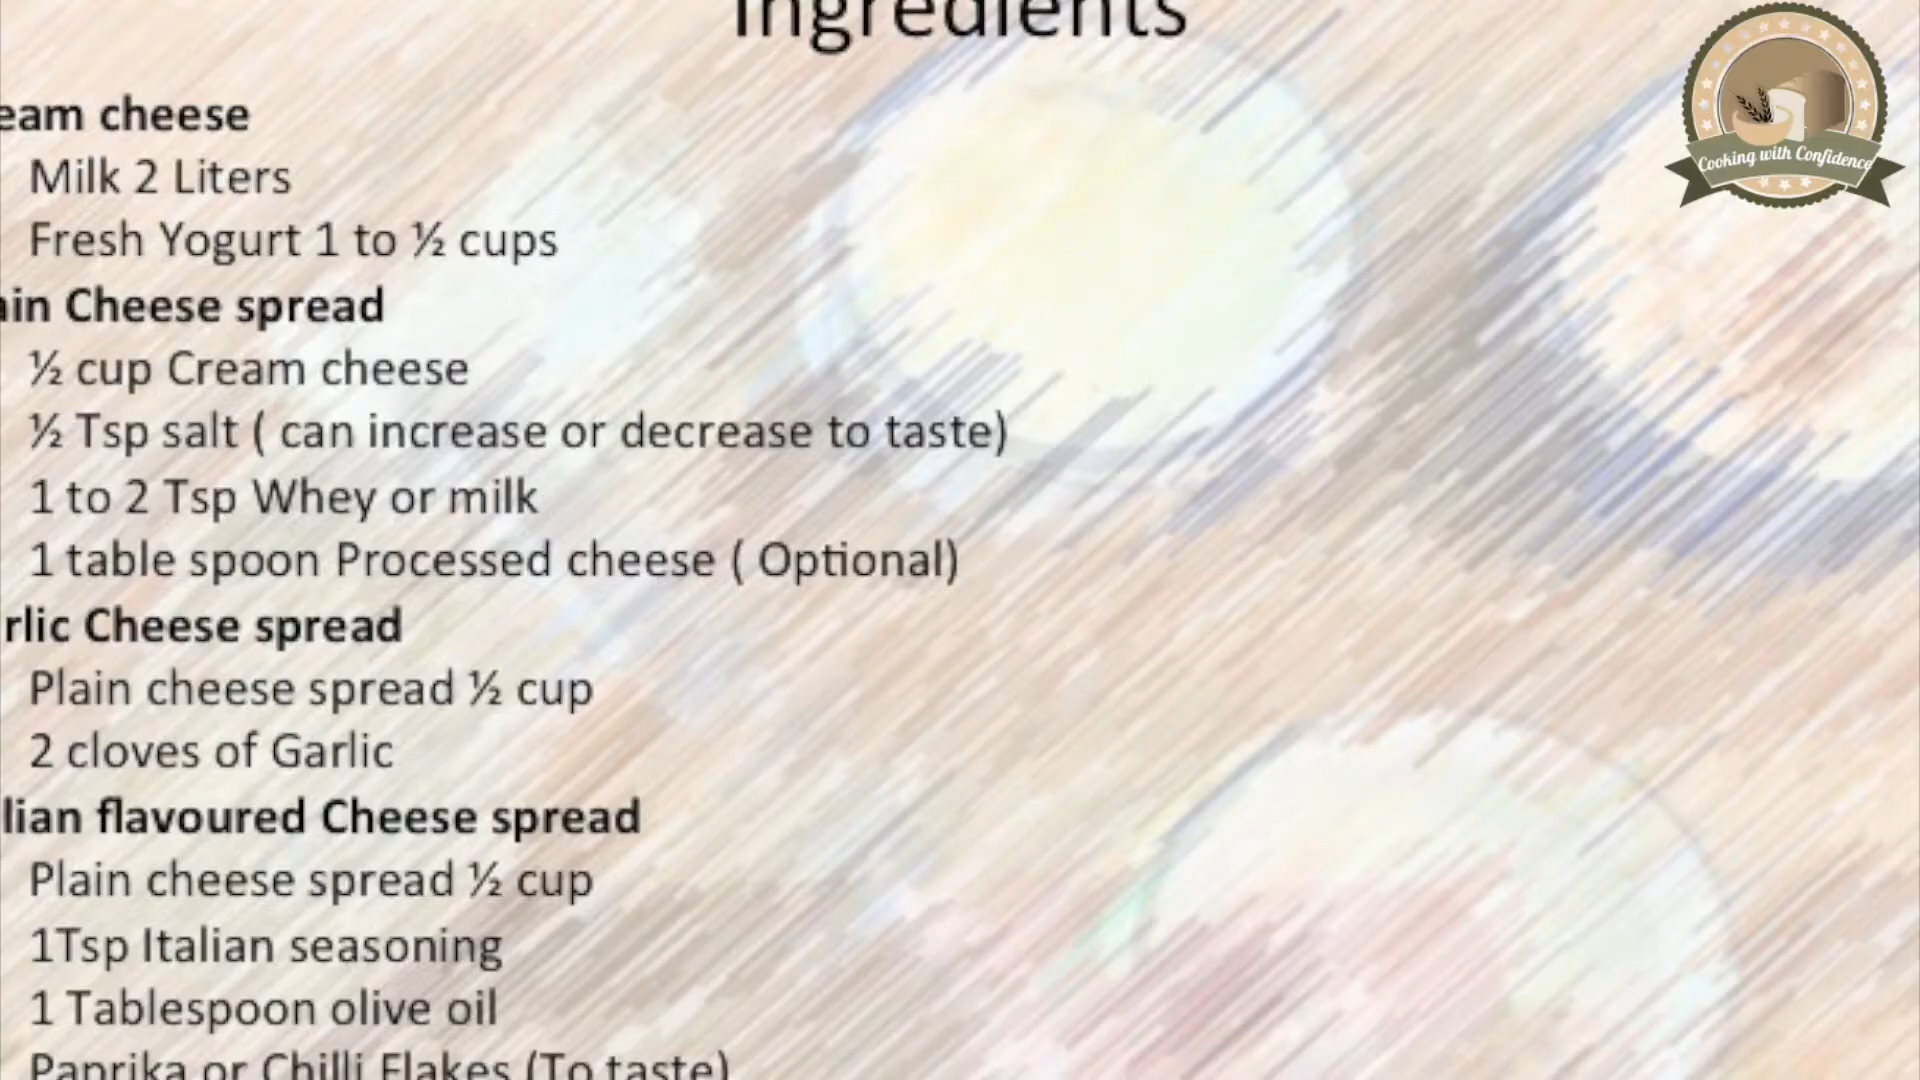 Ingredients
eam cheese
Milk 2 Liters
Fresh Yogurt 1 to ½ cups
ain Cheese spread
½ cup Cream cheese
½ Tsp salt ( can increase or decrease to taste)
1 to 2 Tsp Whey or milk
1 table spoon Processed cheese ( Optional)
rlic Cheese spread
Plain cheese spread ½ cup
2 cloves of Garlic
lian flavoured Cheese spread
Plain cheese spread ½ cup
1Tsp Italian seasoning
1 Tablespoon olive oil
Paprika or Chilli Flakes (To taste)
Cooking with Confidence